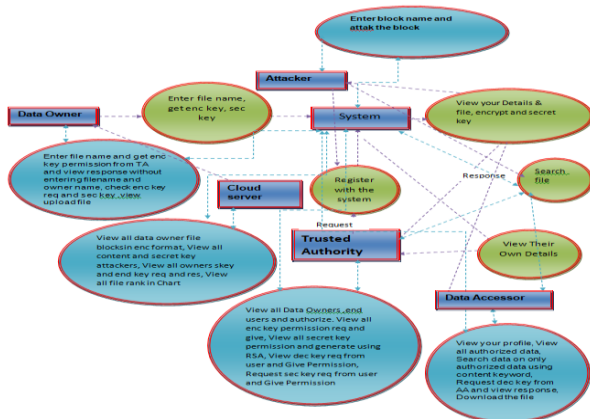 Enter block name and
attak the block
Attacker
Data Owner
Enter file name,
get enc key, sec
key
System
View your Details &
file, encrypt and secret
key
Enter file name and get enc
key permission from TA
and view response without
entering filename and
owner name, check enc key
req and sec key .view
upload file
Cloud
server
Register
with the
system
Response
Search
file
Request
View all data owner file
blocksin enc format, View all
content and secret key
attackers, View all owners skey
and end key req and res, View
all file rank in Chart
Trusted
Authority
View Their
Own Details
View all Data Owners ,end
users and authorize. View all
enc key permission req and
give, View all secret key
permission and generate using
RSA, View dec key req from
user and Give Permission,
Request sec key req from user
and Give Permission
Data Accessor
View your profile, View
all authorized data,
Search data on only
authorized data using
content keyword,
Request dec key from
AA and view response,
Download the file